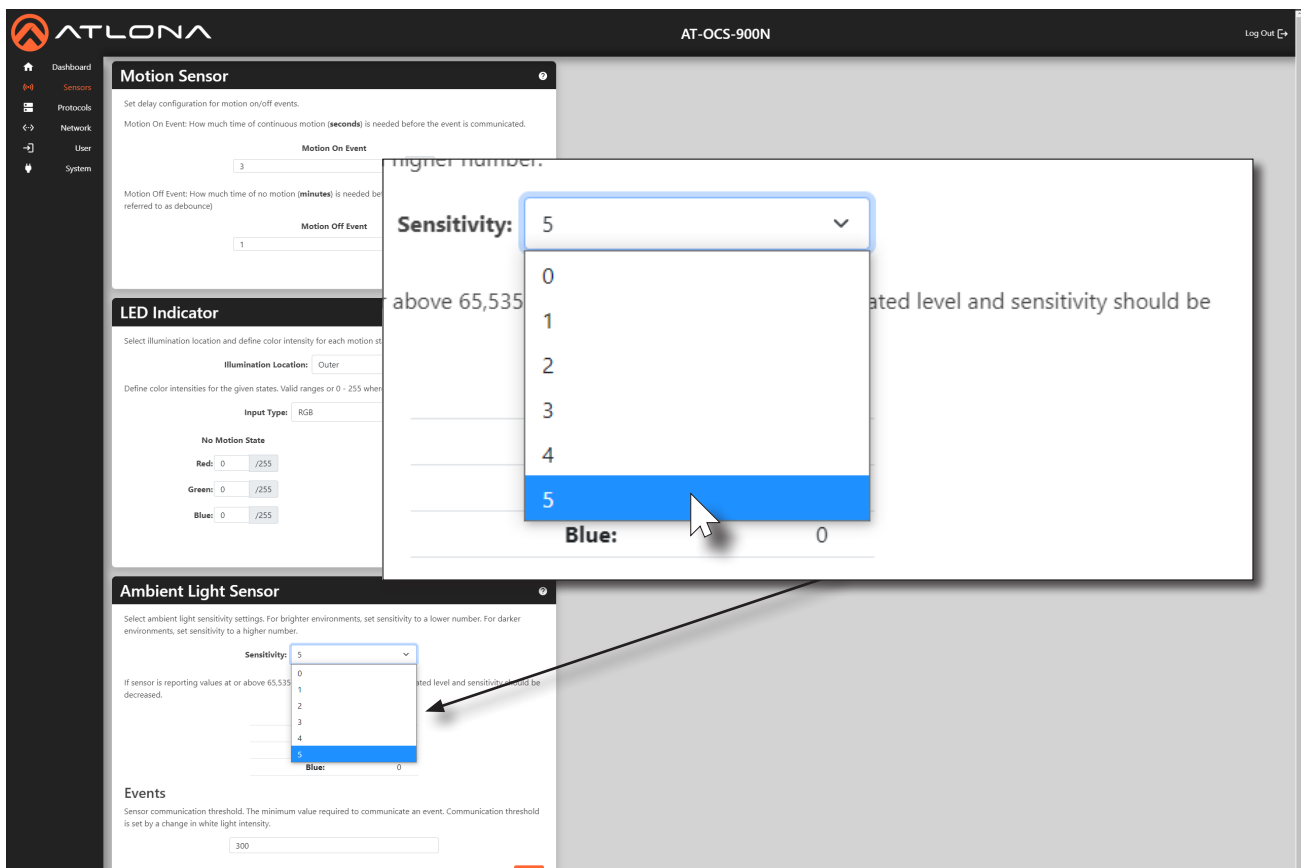 ATLONA
AT-OCS-900N
Log Out
Dashboard
Sensors
Protocols
Network
User
System
Motion Sensor
Set delay configuration for motion on/off events.
Motion On Event: How much time of continuous motion (seconds) is needed before the event is communicated.
Motion On Event
3
Motion Off Event: How much time of no motion (minutes) is needed
referred to as debounce)
Motion Off Event
1
LED Indicator
Select illumination location and define color intensity for each motion
Illumination Location: Outer
Define color intensities for the given states. Valid ranges or 0 - 255
Input Type: RGB
No Motion State
Red: 0 /255
Green: 0 /255
Blue: 0 /255
higher number.
Sensitivity: 5
0
above 65,535 ated level and sensitivity should be
1
2
3
4
5
Blue: 0
Ambient Light Sensor
Select ambient light sensitivity settings. For brighter environments, set sensitivity to a lower number. For darker
environments, set sensitivity to a higher number.
Sensitivity: 5
0
If sensor is reporting values at or above 65,535 ated level and sensitivity should be
decreased.
1
2
3
4
5
Blue: 0
Events
Sensor communication threshold. The minimum value required to communicate an event. Communication threshold
is set by a change in white light intensity.
300